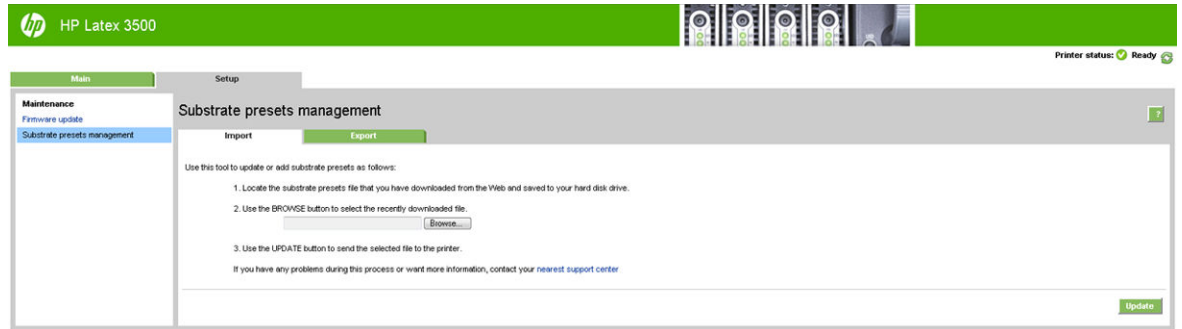 hp HP Latex 3500
Printer status: Ready
Main Setup
Maintenance
Firmware update
Substrate presets management
Substrate presets management
?
Import Export
Use this tool to update or add substrate presets as follows:
1. Locate the substrate presets file that you have downloaded from the Web and saved to your hard disk drive.
2. Use the BROWSE button to select the recently downloaded file.
Browse...
3. Use the UPDATE button to send the selected file to the printer.
If you have any problems during this process or want more information, contact your nearest support center
Update